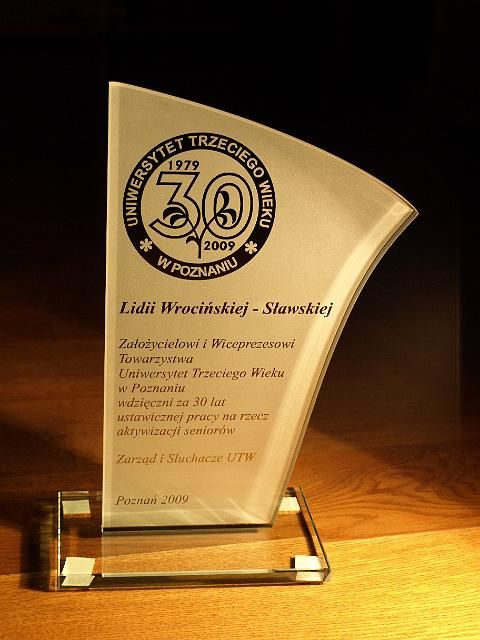 UNIWERSYTET TRZECIEGO WIEKU
1979
30
2009
* W POZNANIU *
Lidii Wrocińskiej - Sławskiej
Założycielowi i Wiceprezesowi
Towarzystwa
Uniwersytet Trzeciego Wieku
w Poznaniu
wdzięczni za 30 lat
ustawicznej pracy na rzecz
aktywizacji seniorów
Zarząd i Słuchacze UTW
Poznań 2009